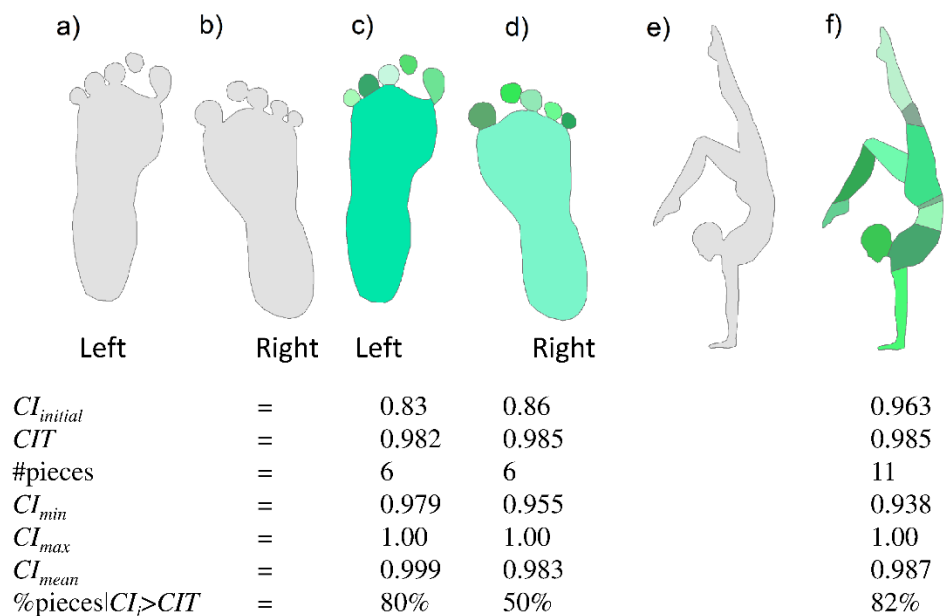 a) b) c) d) e) f)
Left Right Left Right
CIinitial = 0.83 0.86 0.963
CIT = 0.982 0.985 0.985
#pieces = 6 6 11
CImin = 0.979 0.955 0.938
CImax = 1.00 1.00 1.00
CImean = 0.999 0.983 0.987
%pieces|CIi>CIT = 80% 50% 82%